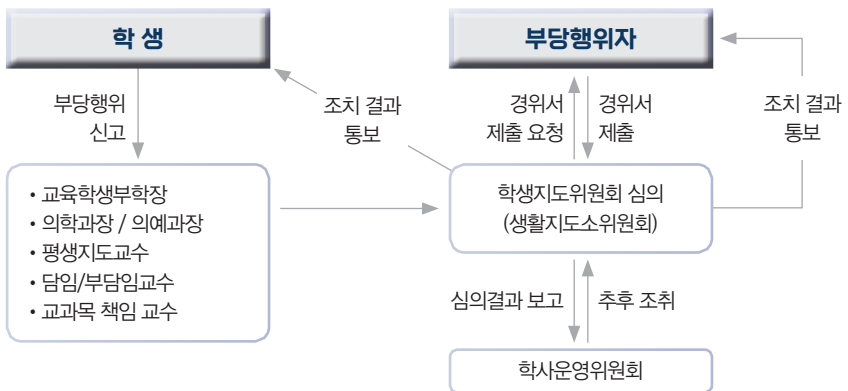 학 생
부당행위자
부당행위
신고
조치 결과
통보
경위서
제출 요청
경위서
제출
조치 결과
통보
• 교육학생부학장
• 의학과장 / 의예과장
• 평생지도교수
• 담임/부담임교수
• 교과목 책임 교수
학생지도위원회 심의
(생활지도소위원회)
심의결과 보고
추후 조취
학사운영위원회